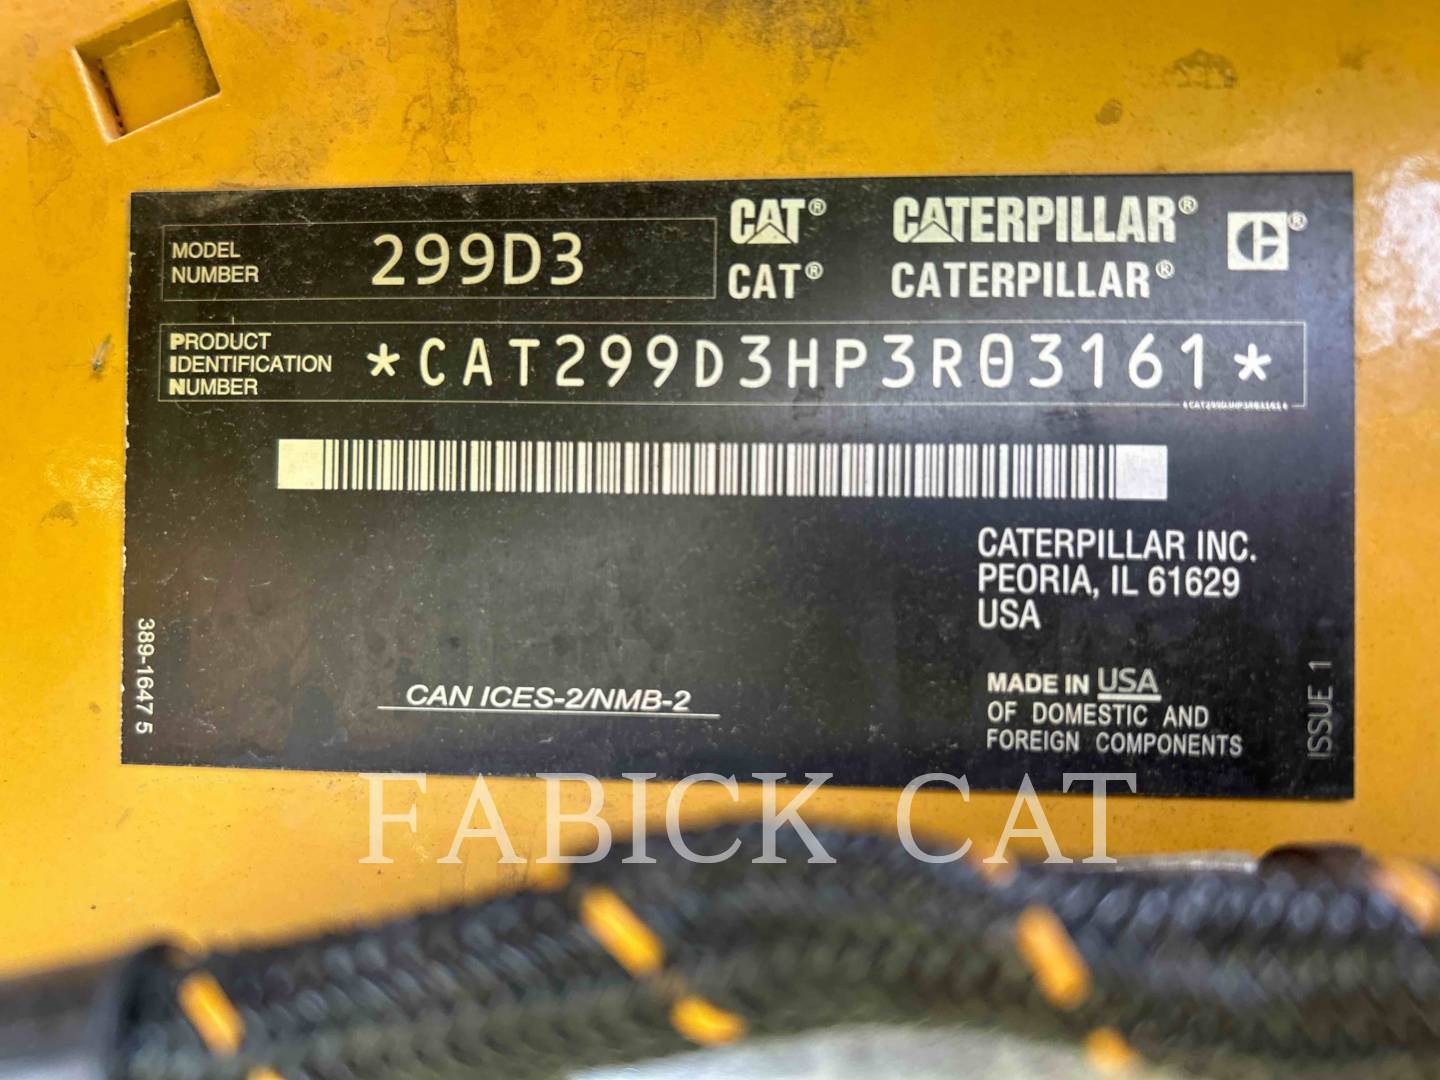 MODEL NUMBER 299D3
CAT® CATERPILLAR® ®
CAT® CATERPILLAR®
PRODUCT IDENTIFICATION NUMBER *CAT299D3HP3R03161*
*CAT299D3HP3R03161*
CATERPILLAR INC.
PEORIA, IL 61629
USA
389-1647 5
CAN ICES-2/NMB-2
MADE IN USA
OF DOMESTIC AND
FOREIGN COMPONENTS
ISSUE 1
FABICK CAT